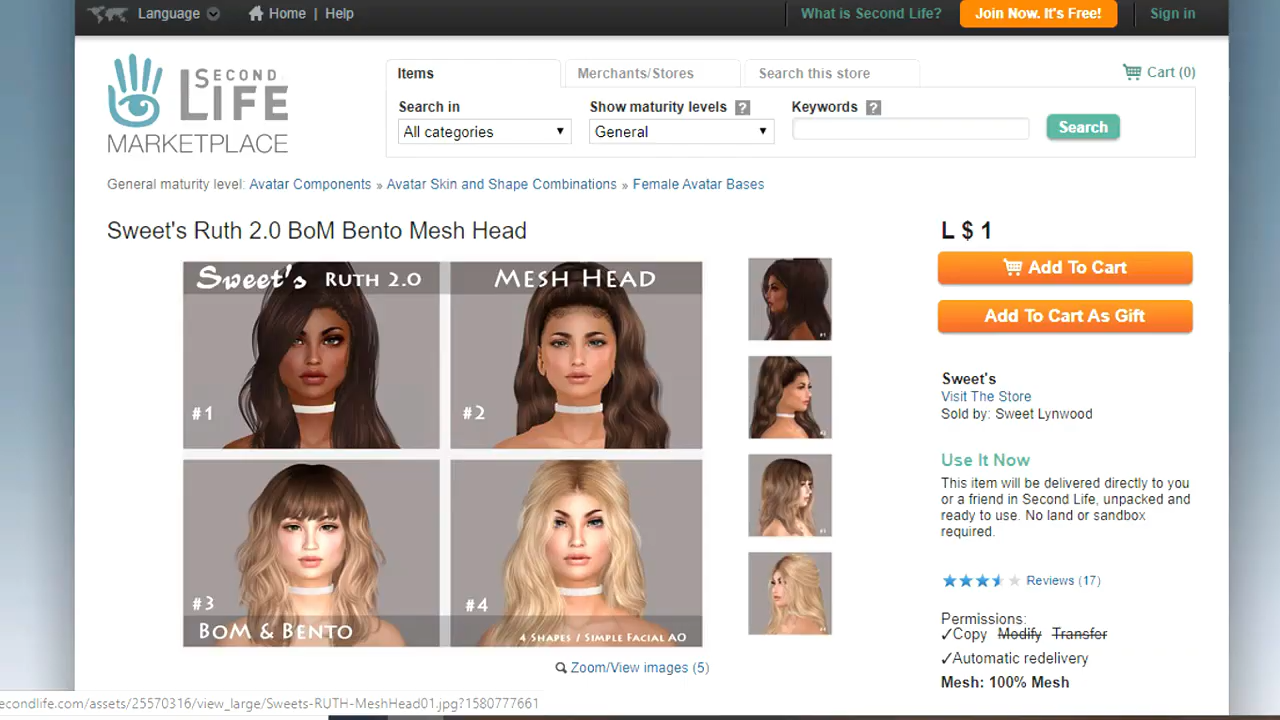 Language Home | Help What is Second Life? Join Now. It's Free! Sign in
SECOND
LIFE
MARKETPLACE
Items Merchants/Stores Search this store Cart (0)
Search in Show maturity levels ? Keywords ?
All categories General Search
General maturity level: Avatar Components » Avatar Skin and Shape Combinations » Female Avatar Bases
Sweet's Ruth 2.0 BoM Bento Mesh Head
L $ 1
Sweet's RUTH 2.0 MESH HEAD
#1 #2
#3 #4
BOM & BENTO 4 SHAPES / SIMPLE FACIAL AO
Zoom/View images (5)
Add To Cart
Add To Cart As Gift
Sweet's
Visit The Store
Sold by: Sweet Lynwood
Use It Now
This item will be delivered directly to you
or a friend in Second Life, unpacked and
ready to use. No land or sandbox
required.
Reviews (17)
Permissions:
✓Copy Modify Transfer
✓Automatic redelivery
Mesh: 100% Mesh
econdlife.com/assets/25570316/view_large/Sweets-RUTH-MeshHead01.jpg?1580777661